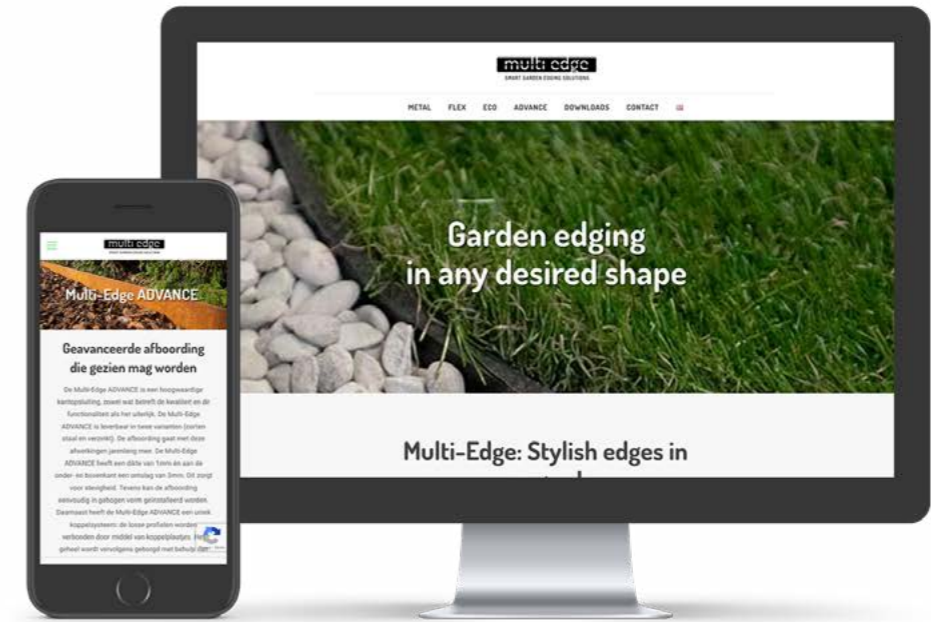 multi edge
SMART GARDEN EDGING SOLUTIONS
METAL FLEX ECO ADVANCE DOWNLOADS CONTACT
Garden edging
in any desired shape
Multi-Edge: Stylish edges in
multi edge
Multi-Edge ADVANCE
Geavanceerde afboording
die gezien mag worden
De Multi-Edge ADVANCE is een hoogwaardige
kantopsluiting, zowel wat betreft de kwaliteit en de
functionaliteit als het uiterlijk. De Multi-Edge
ADVANCE is leverbaar in twee varianten (corten
staal en verzinkt). De afboording gaat met deze
afwerkingen jarenlang mee. De Multi-Edge
ADVANCE heeft een dikte van 1mm én aan de
onder- en bovenkant een omslag van 3mm. Dit zorgt
voor stevigheid. Tevens kan de afboording
eenvoudig in gebogen vorm geïnstalleerd worden.
Daarnaast heeft de Multi-Edge ADVANCE een uniek
koppelsysteem: de losse profielen worden
verbonden door middel van koppelplaatjes.
geheel wordt vervolgens geborgd met behulp